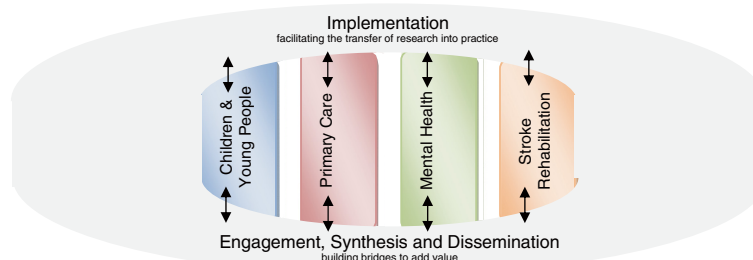 Implementation
facilitating the transfer of research into practice
Children &
Young People
Primary Care
Mental Health
Stroke
Rehabilitation
Engagement, Synthesis and Dissemination
building bridges to add value